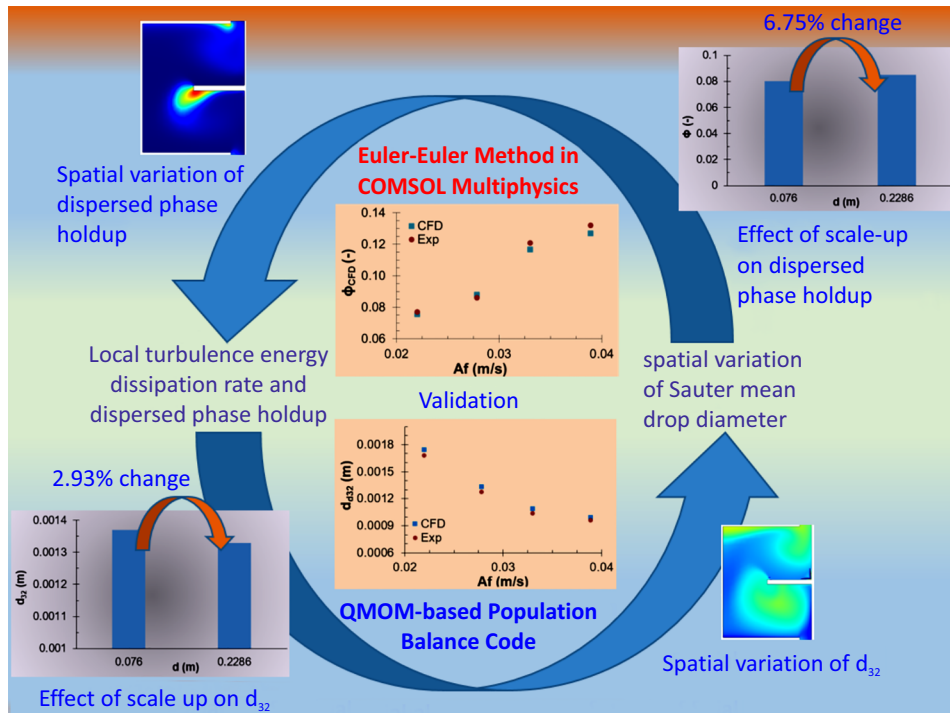 6.75% change
0.1
0.08
0.06
0.04
0.02
0
Φ (-)
0.076
d (m)
0.2286
Effect of scale-up
on dispersed
phase holdup
Spatial variation of
dispersed phase
holdup
Euler-Euler Method in
COMSOL Multiphysics
0.14
0.12
0.10
0.08
0.06
CFD
Exp
ΦCFD (-)
0.02
0.03
0.04
Af (m/s)
Validation
Local turbulence energy
dissipation rate and
dispersed phase holdup
spatial variation
of Sauter mean
drop diameter
0.0018
0.0015
0.0012
0.0009
0.0006
dd32 (m)
CFD
Exp
0.02
0.03
0.04
Af (m/s)
QMOM-based Population
Balance Code
2.93% change
0.0014
0.0013
0.0012
0.0011
0.001
d32 (m)
0.076
d (m)
0.2286
Effect of scale up on d32
Spatial variation of d32